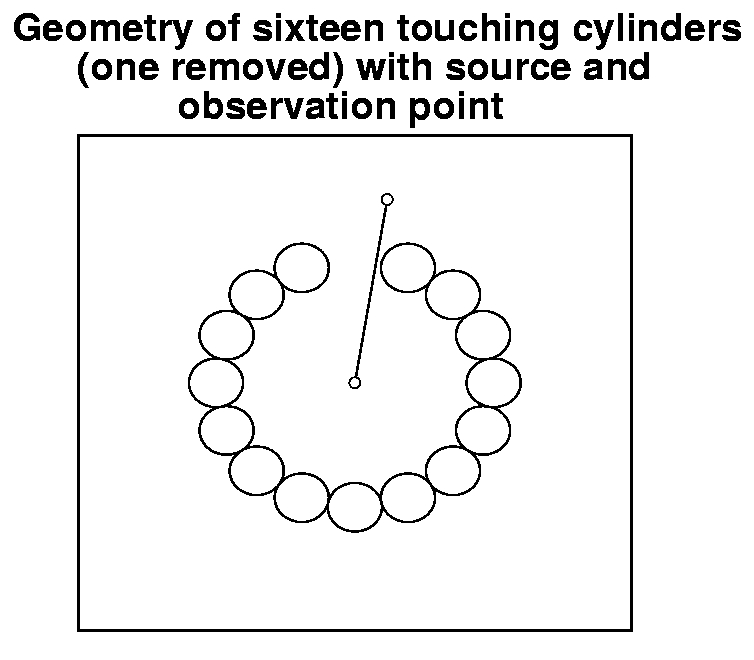 Geometry of sixteen touching cylinders
(one removed) with source and
observation point